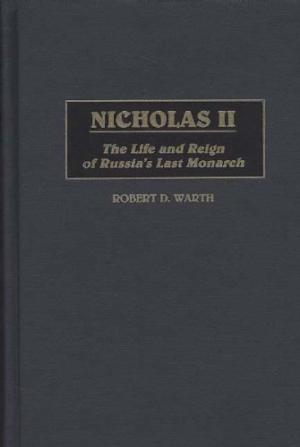 NICHOLAS II
The Life and Reign
of Russia's Last Monarch
ROBERT D. WARTH